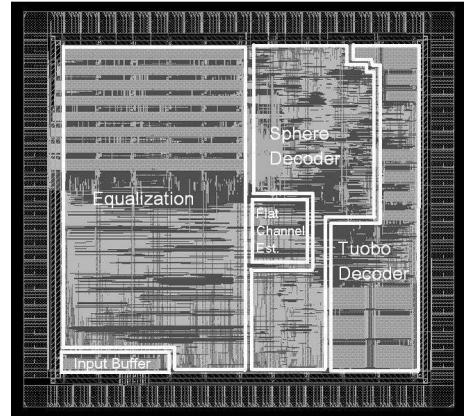 Sphere
Decoder
Equalization
Flat
Channel
Est.
Tuobo
Decoder
Input Buffer